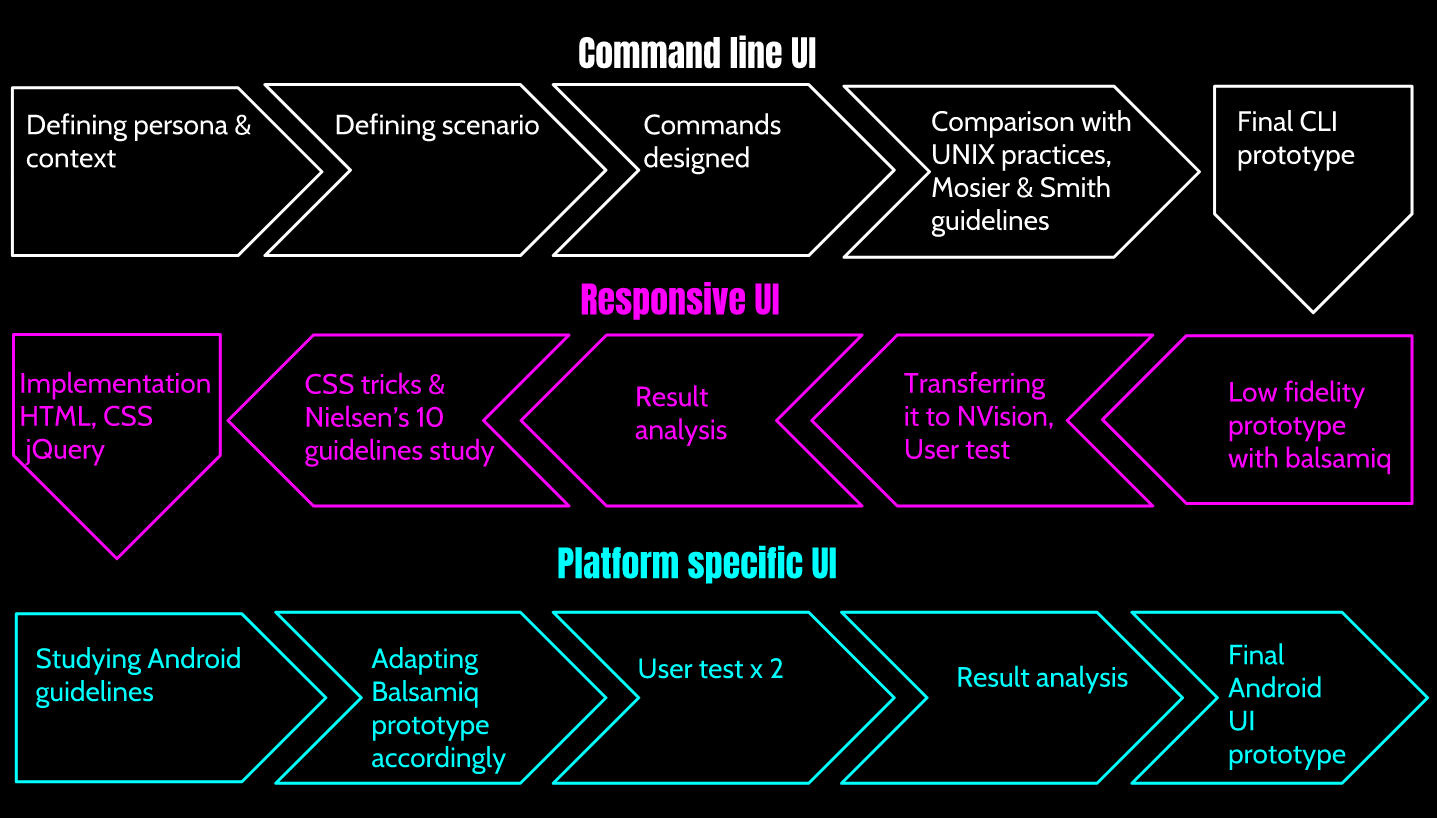 Command line UI
Defining persona &
context
Defining scenario
Commands
designed
Comparison with
UNIX practices,
Mosier & Smith
guidelines
Final CLI
prototype
Responsive UI
Low fidelity
prototype
with balsamiq
Transferring
it to NVision,
User test
Result
analysis
CSS tricks &
Nielsen's 10
guidelines study
Implementation
HTML, CSS
jQuery
Platform specific UI
Studying Android
guidelines
Adapting
Balsamiq
prototype
accordingly
User test x 2
Result analysis
Final
Android
UI
prototype